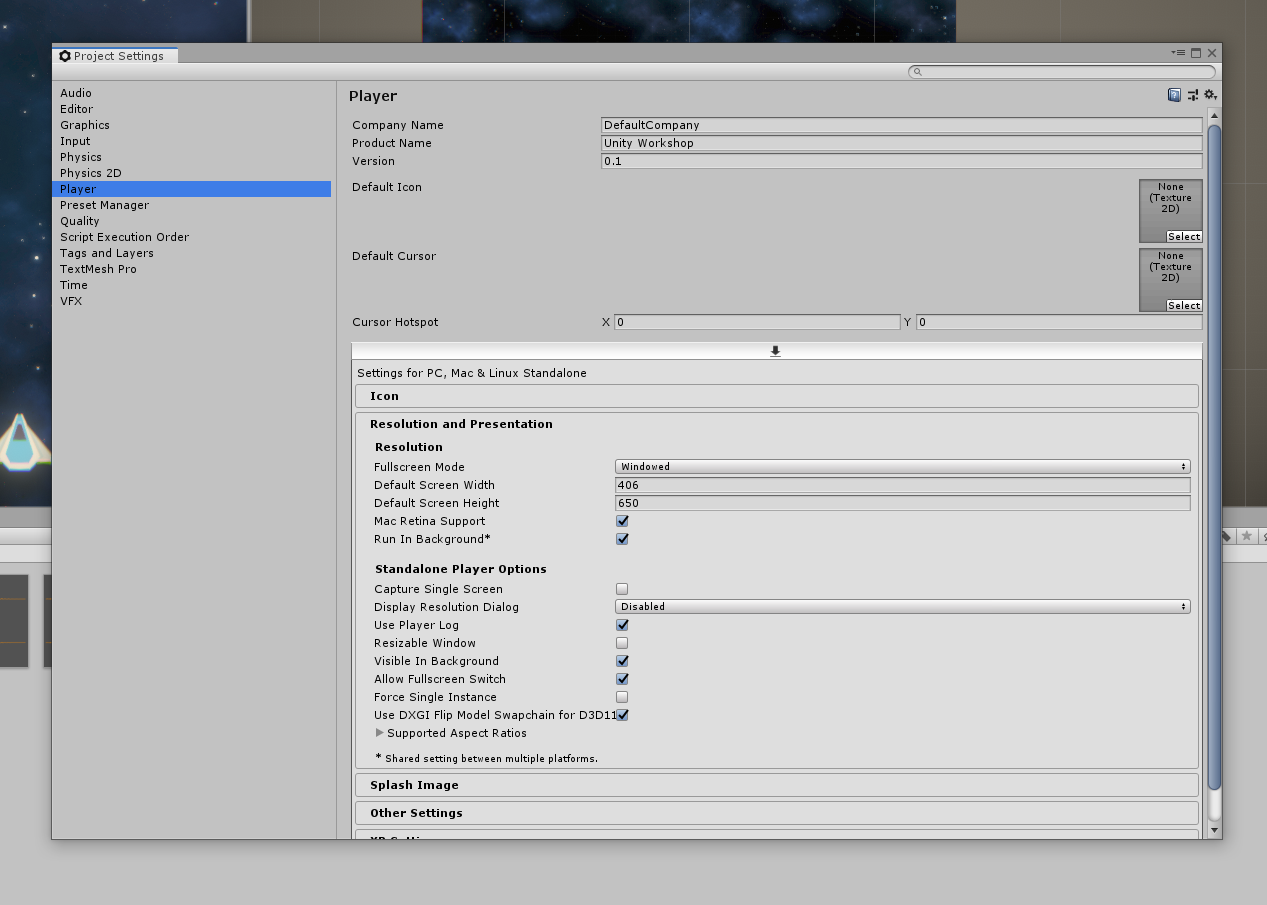 Project Settings
Audio
Editor
Graphics
Input
Physics
Physics 2D
Player
Preset Manager
Quality
Script Execution Order
Tags and Layers
TextMesh Pro
Time
VFX
Player
Company Name DefaultCompany
Product Name Unity Workshop
Version 0.1
Default Icon
None
(Texture
2D)
Select
Default Cursor
None
(Texture
2D)
Select
Cursor Hotspot X 0 Y 0
Settings for PC, Mac & Linux Standalone
Icon
Resolution and Presentation
Resolution
Fullscreen Mode Windowed
Default Screen Width 406
Default Screen Height 650
Mac Retina Support
Run In Background*
Standalone Player Options
Capture Single Screen
Display Resolution Dialog Disabled
Use Player Log
Resizable Window
Visible In Background
Allow Fullscreen Switch
Force Single Instance
Use DXGI Flip Model Swapchain for D3D11
Supported Aspect Ratios
* Shared setting between multiple platforms.
Splash Image
Other Settings